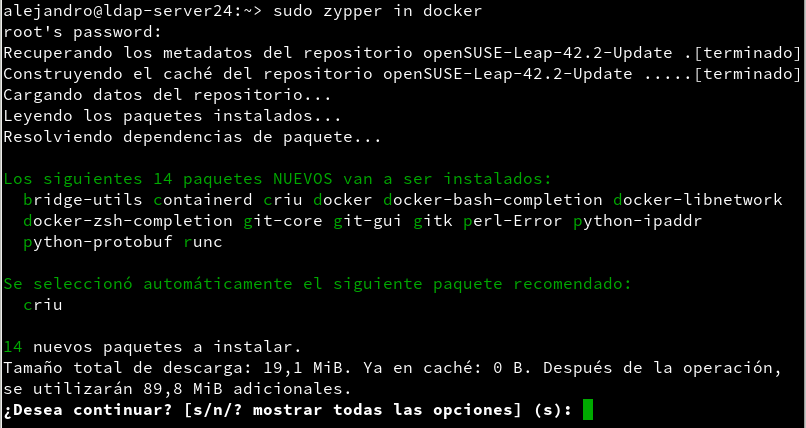 alejandro@ldap-server24:~> sudo zypper in docker
root's password:
Recuperando los metadatos del repositorio openSUSE-Leap-42.2-Update .[terminado]
Construyendo el caché del repositorio openSUSE-Leap-42.2-Update .....[terminado]
Cargando datos del repositorio...
Leyendo los paquetes instalados...
Resolviendo dependencias de paquete...

Los siguientes 14 paquetes NUEVOS van a ser instalados:
  bridge-utils containerd criu docker docker-bash-completion docker-libnetwork
  docker-zsh-completion git-core git-gui gitk perl-Error python-ipaddr
  python-protobuf runc

Se seleccionó automáticamente el siguiente paquete recomendado:
  criu

14 nuevos paquetes a instalar.
Tamaño total de descarga: 19,1 MiB. Ya en caché: 0 B. Después de la operación,
se utilizarán 89,8 MiB adicionales.
¿Desea continuar? [s/n/? mostrar todas las opciones] (s):